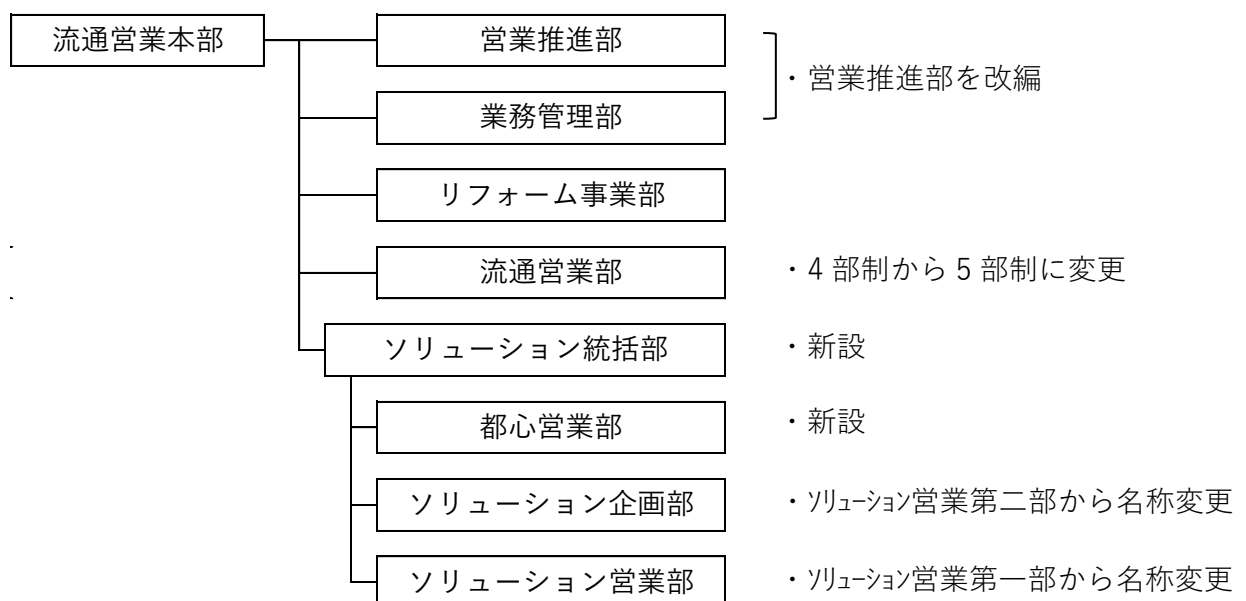 流通営業本部
営業推進部
・営業推進部を改編
業務管理部
リフォーム事業部
流通営業部
・4 部制から 5 部制に変更
ソリューション統括部
・新設
都心営業部
・新設
ソリューション企画部
・ｿﾘｭｰｼｮﾝ営業第二部から名称変更
ソリューション営業部
・ｿﾘｭｰｼｮﾝ営業第一部から名称変更